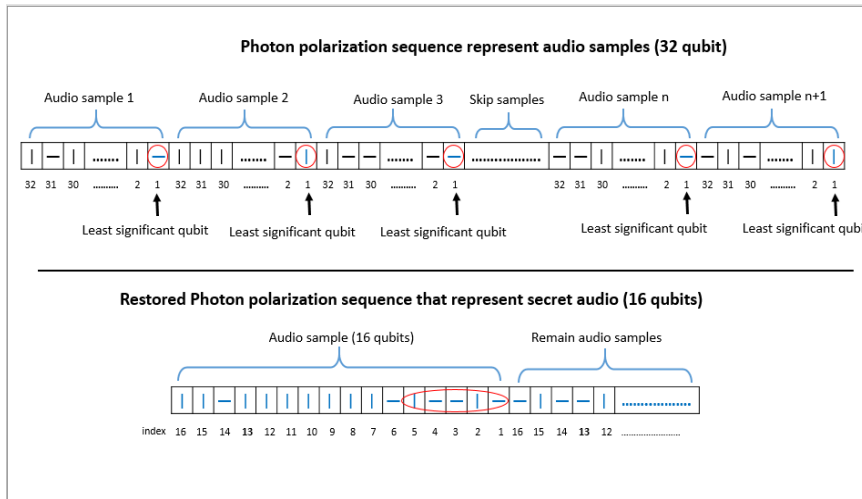 Photon polarization sequence represent audio samples (32 qubit)
Audio sample 1 Audio sample 2 Audio sample 3 Skip samples Audio sample n Audio sample n+1
32 31 30 .......... 2 1 32 31 30 .......... 2 1 32 31 30 .......... 2 1 32 31 30 .......... 2 1 32 31 30 .......... 2 1
Least significant qubit Least significant qubit Least significant qubit Least significant qubit Least significant qubi
Restored Photon polarization sequence that represent secret audio (16 qubits)
Audio sample (16 qubits) Remain audio samples
index 16 15 14 13 12 11 10 9 8 7 6 5 4 3 2 1 16 15 14 13 12 ........................